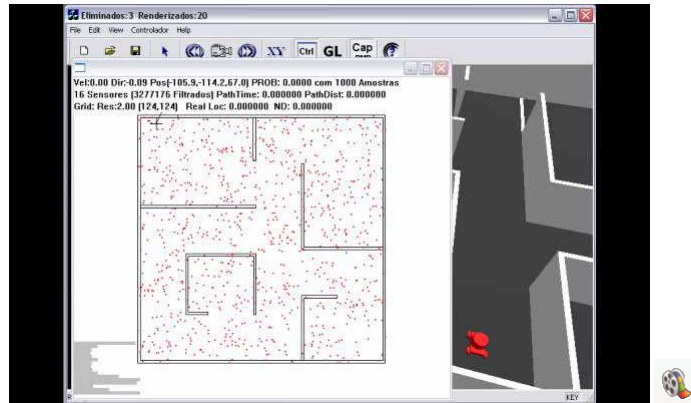 Eliminados:3 Renderizados:20
File Edit View Controlador Help
XY Ctrl GL Cap
Vel:0.00 Dir:-0.09 Pos(-105.9,-114.2,67.0) PROB: 0.0000 com 1000 Amostras
16 Sensores (3277176 Filtrados) PathTime: 0.000000 PathDist: 0.000000
Grid: Res:2.00 (124,124) Real Loc: 0.000000 ND: 0.000000
KEY